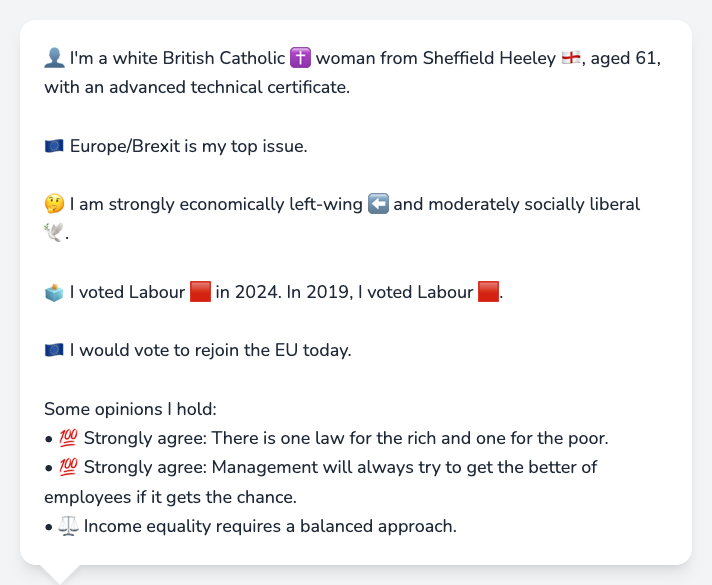 👤 I'm a white British Catholic ✝️ woman from Sheffield Heeley 🏴󠁧󠁢󠁥󠁮󠁧󠁿, aged 61,
with an advanced technical certificate.
🇪🇺 Europe/Brexit is my top issue.
🤔 I am strongly economically left-wing ⬅️ and moderately socially liberal
🕊️.
🗳️ I voted Labour 🟥 in 2024. In 2019, I voted Labour 🟥.
🇪🇺 I would vote to rejoin the EU today.
Some opinions I hold:
• 💯 Strongly agree: There is one law for the rich and one for the poor.
• 💯 Strongly agree: Management will always try to get the better of
employees if it gets the chance.
• ⚖️ Income equality requires a balanced approach.